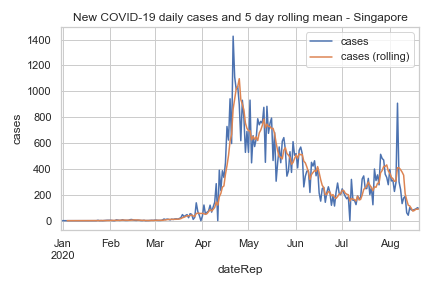 New COVID-19 daily cases and 5 day rolling mean - Singapore
cases
cases (rolling)
1400
1200
1000
800
600
400
200
0
cases
Jan
2020
Feb
Mar
Apr
May
Jun
Jul
Aug
dateRep